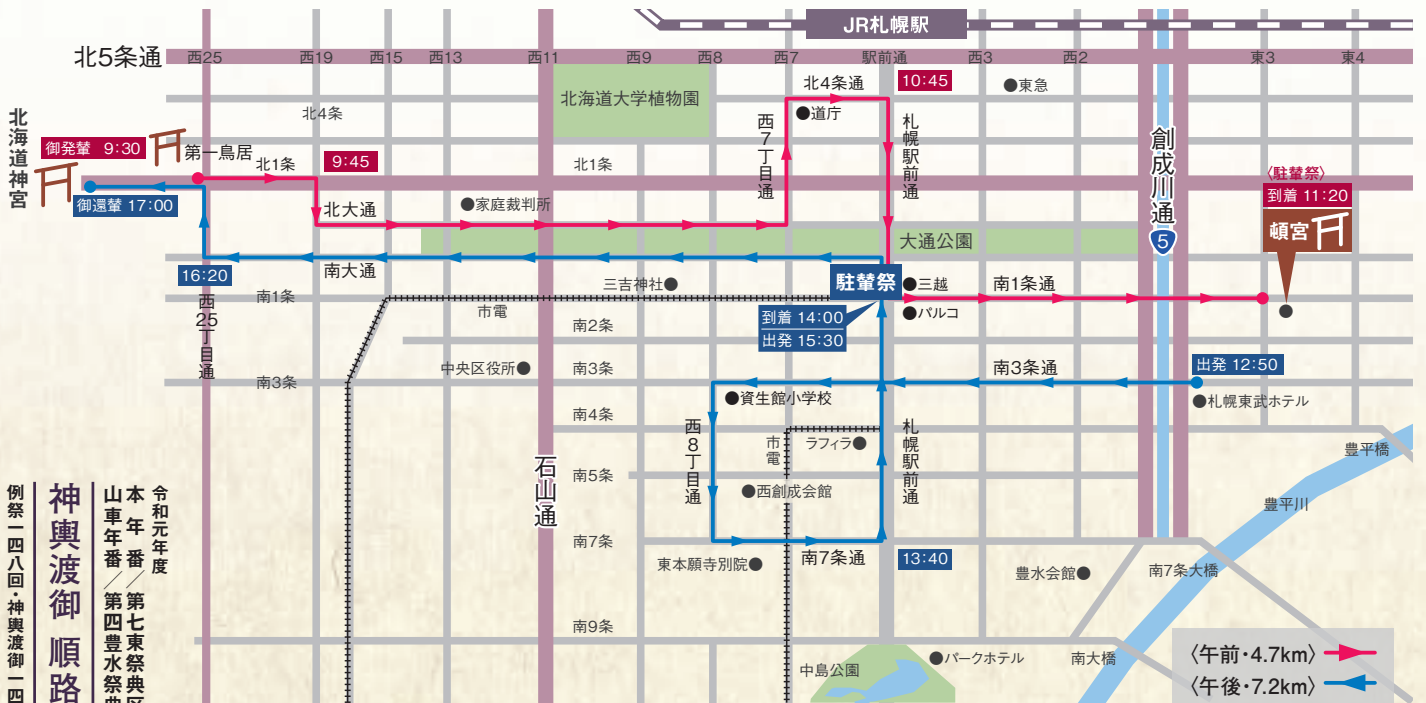 JR札幌駅
北5条通
西25
西19
西15
西13
西11
西9
西8
西7
駅前通
西3
西2
東3
東4
北海道大学植物園
北4条通
10:45
●東急
●道庁
北4条
北海道神宮
御発輦 9:30
第一鳥居
北1条
9:45
北1条
西7丁目通
札幌駅前通
創成川通
5
〈駐輦祭〉
到着 11:20
頓宮
御還輦 17:00
北大通
●家庭裁判所
大通公園
16:20
南大通
三吉神社●
駐輦祭
●三越
南1条通
南1条
市電
●パルコ
到着 14:00
出発 15:30
西25丁目通
南2条
中央区役所●
南3条
南3条
南3条通
出発 12:50
●資生館小学校
●札幌東武ホテル
南4条
西8丁目通
市電
ラフィラ●
札幌駅前通
豊平橋
石山通
南5条
●西創成会館
豊平川
南7条
東本願寺別院●
南7条通
13:40
豊水会館●
南7条大橋
南9条
中島公園
●パークホテル
南大橋
〈午前・4.7km〉
〈午後・7.2km〉
令和元年度
本年番／第七東祭典区
山車年番／第四豊水祭典
神輿渡御 順路
例祭一四八回・神輿渡御一四